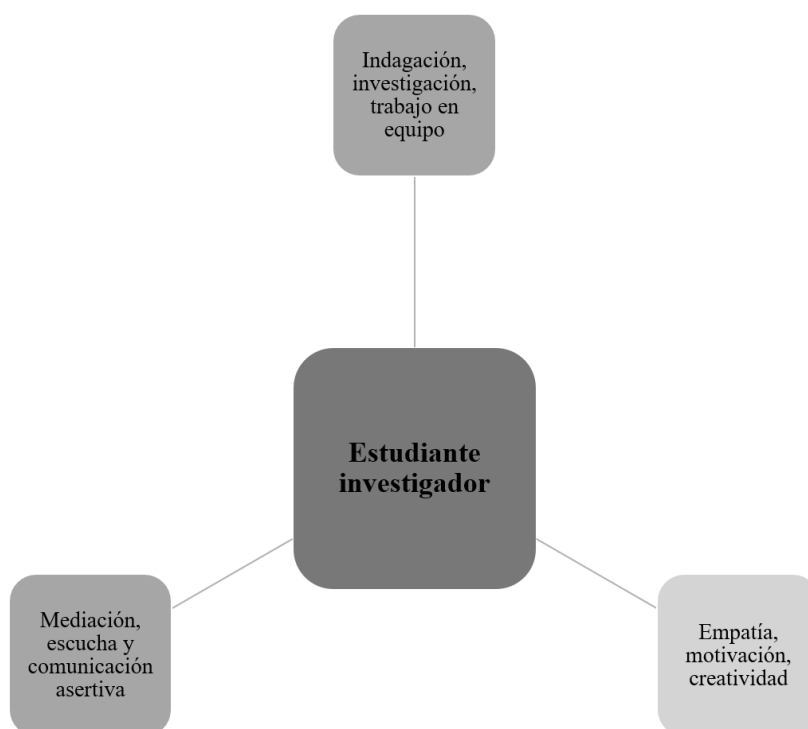 Indagación,
investigación,
trabajo en
equipo
Estudiante
investigador
Mediación,
escucha y
comunicación
asertiva
Empatía,
motivación,
creatividad